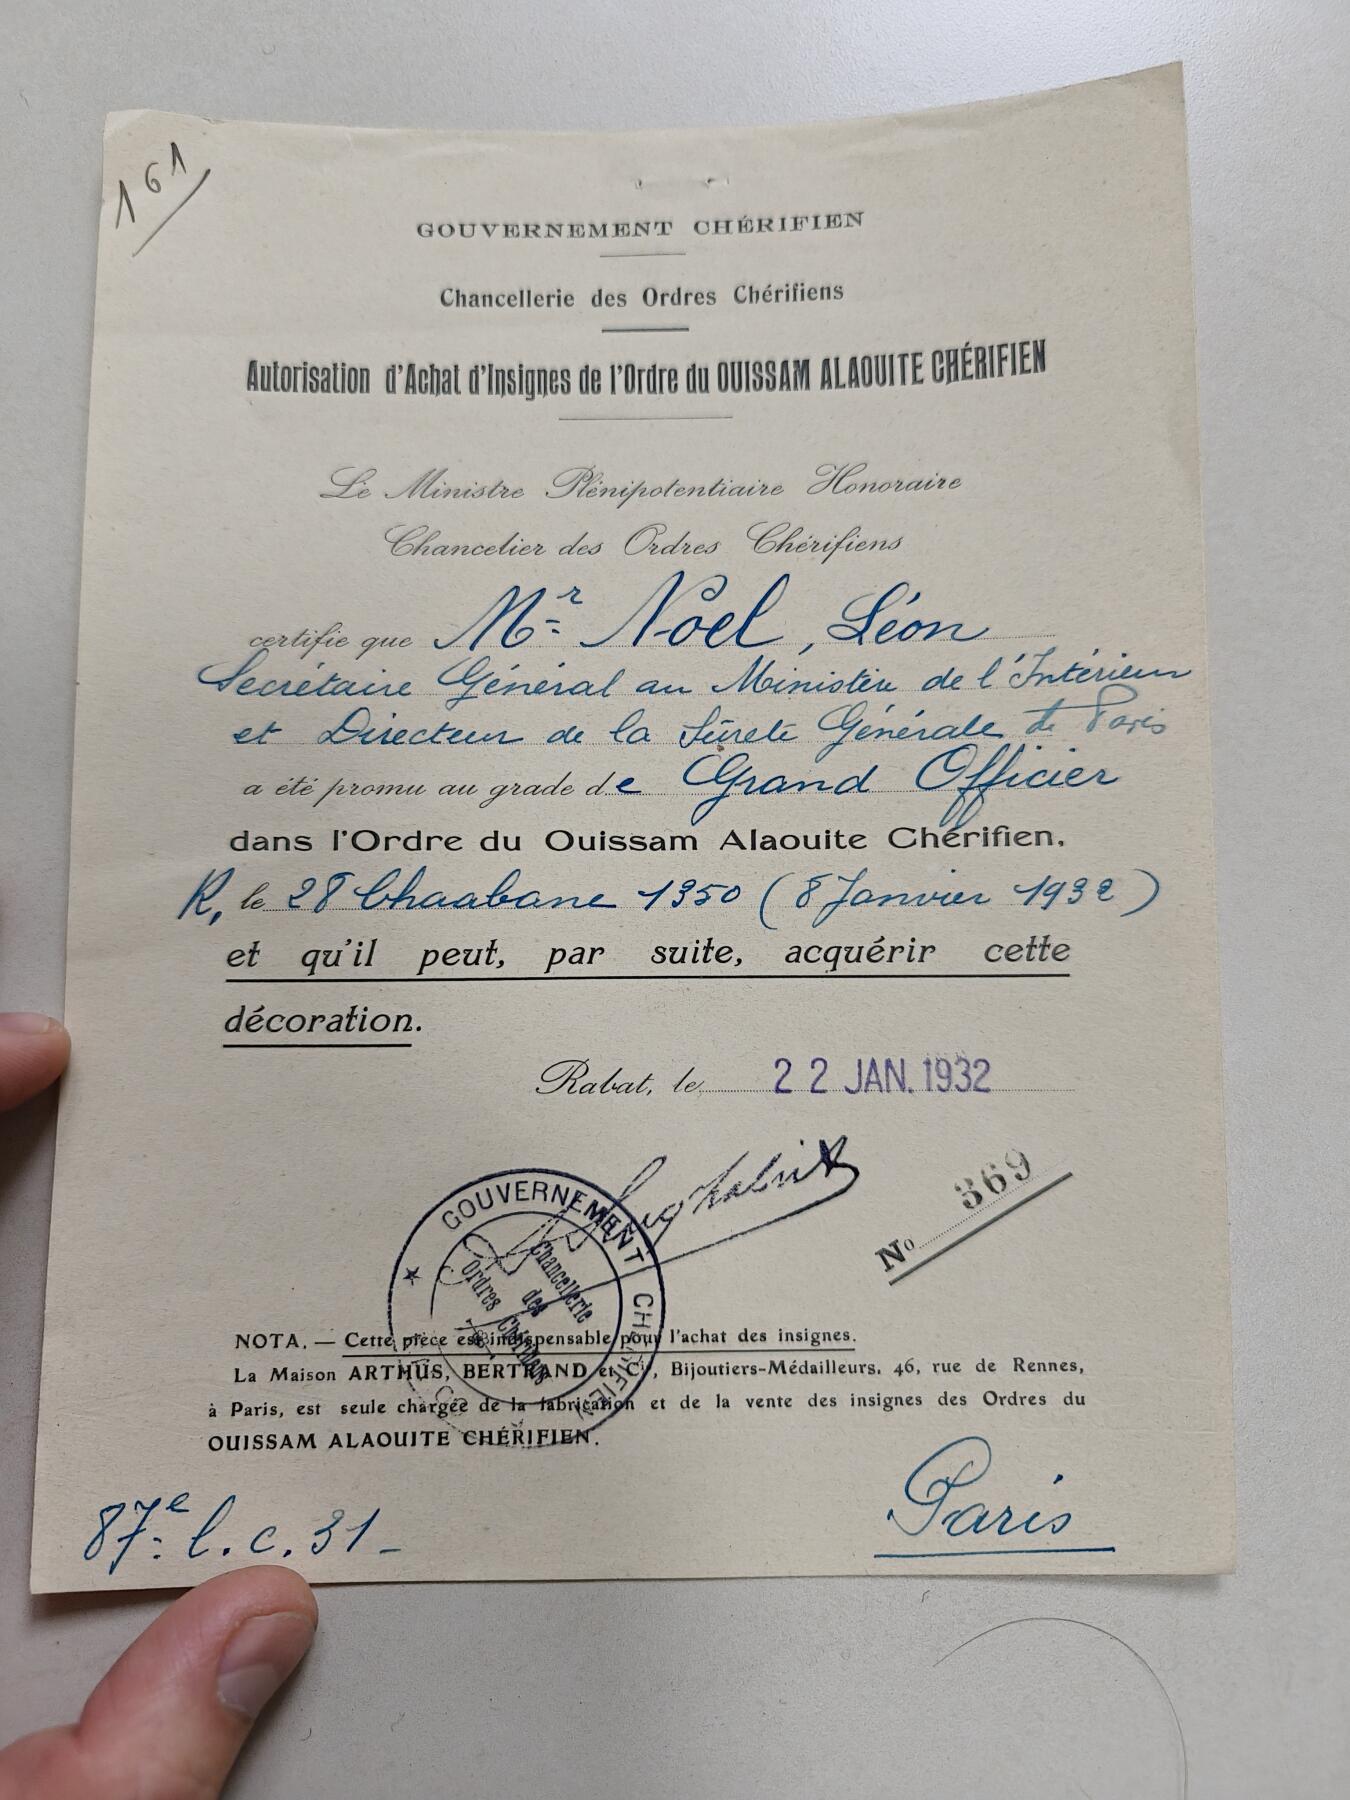 161
GOUVERNEMENT CHÉRIFIEN
Chancellerie des Ordres Chérifiens
Autorisation d'Achat d'Insignes de l'Ordre du OUISSAM ALAOUITE CHÉRIFIEN
Le Ministre Plénipotentiaire Honoraire
Chancelier des Ordres Chérifiens
certifie que Mr Noel, Léon
Secrétaire Général au Ministère de l'Intérieur
et Directeur de la Sûreté Générale à Paris
a été promu au grade de Grand Officier
dans l'Ordre du Ouissam Alaouite Chérifien,
R, le 28 Chaabane 1350 (8 Janvier 1932)
et qu'il peut, par suite, acquérir cette
décoration.
Rabat, le 22 JAN. 1932
GOUVERNEMENT CHÉRIFIEN
Chancellerie
des
Ordres Chérifiens
No 369
NOTA. — Cette pièce est indispensable pour l'achat des insignes.
La Maison ARTHUS, BERTRAND et Cie, Bijoutiers-Médailleurs, 46, rue de Rennes,
à Paris, est seule chargée de la fabrication et de la vente des insignes des Ordres du
OUISSAM ALAOUITE CHÉRIFIEN.
87e l. c. 31 -
Paris